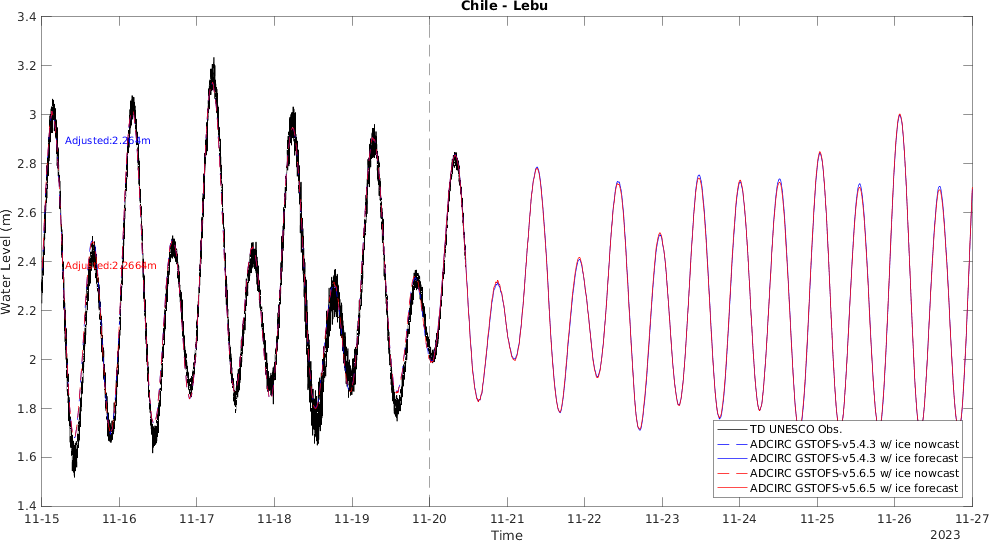 Chile - Lebu
3.4
3.2
3
2.8
2.6
2.4
2.2
2
1.8
1.6
1.4
Water Level (m)
Adjusted:2.264m
Adjusted:2.2664m
TD UNESCO Obs.
ADCIRC GSTOFS-v5.4.3 w/ ice nowcast
ADCIRC GSTOFS-v5.4.3 w/ ice forecast
ADCIRC GSTOFS-v5.6.5 w/ ice nowcast
ADCIRC GSTOFS-v5.6.5 w/ ice forecast
11-15 11-16 11-17 11-18 11-19 11-20 11-21 11-22 11-23 11-24 11-25 11-26 11-27
Time
2023